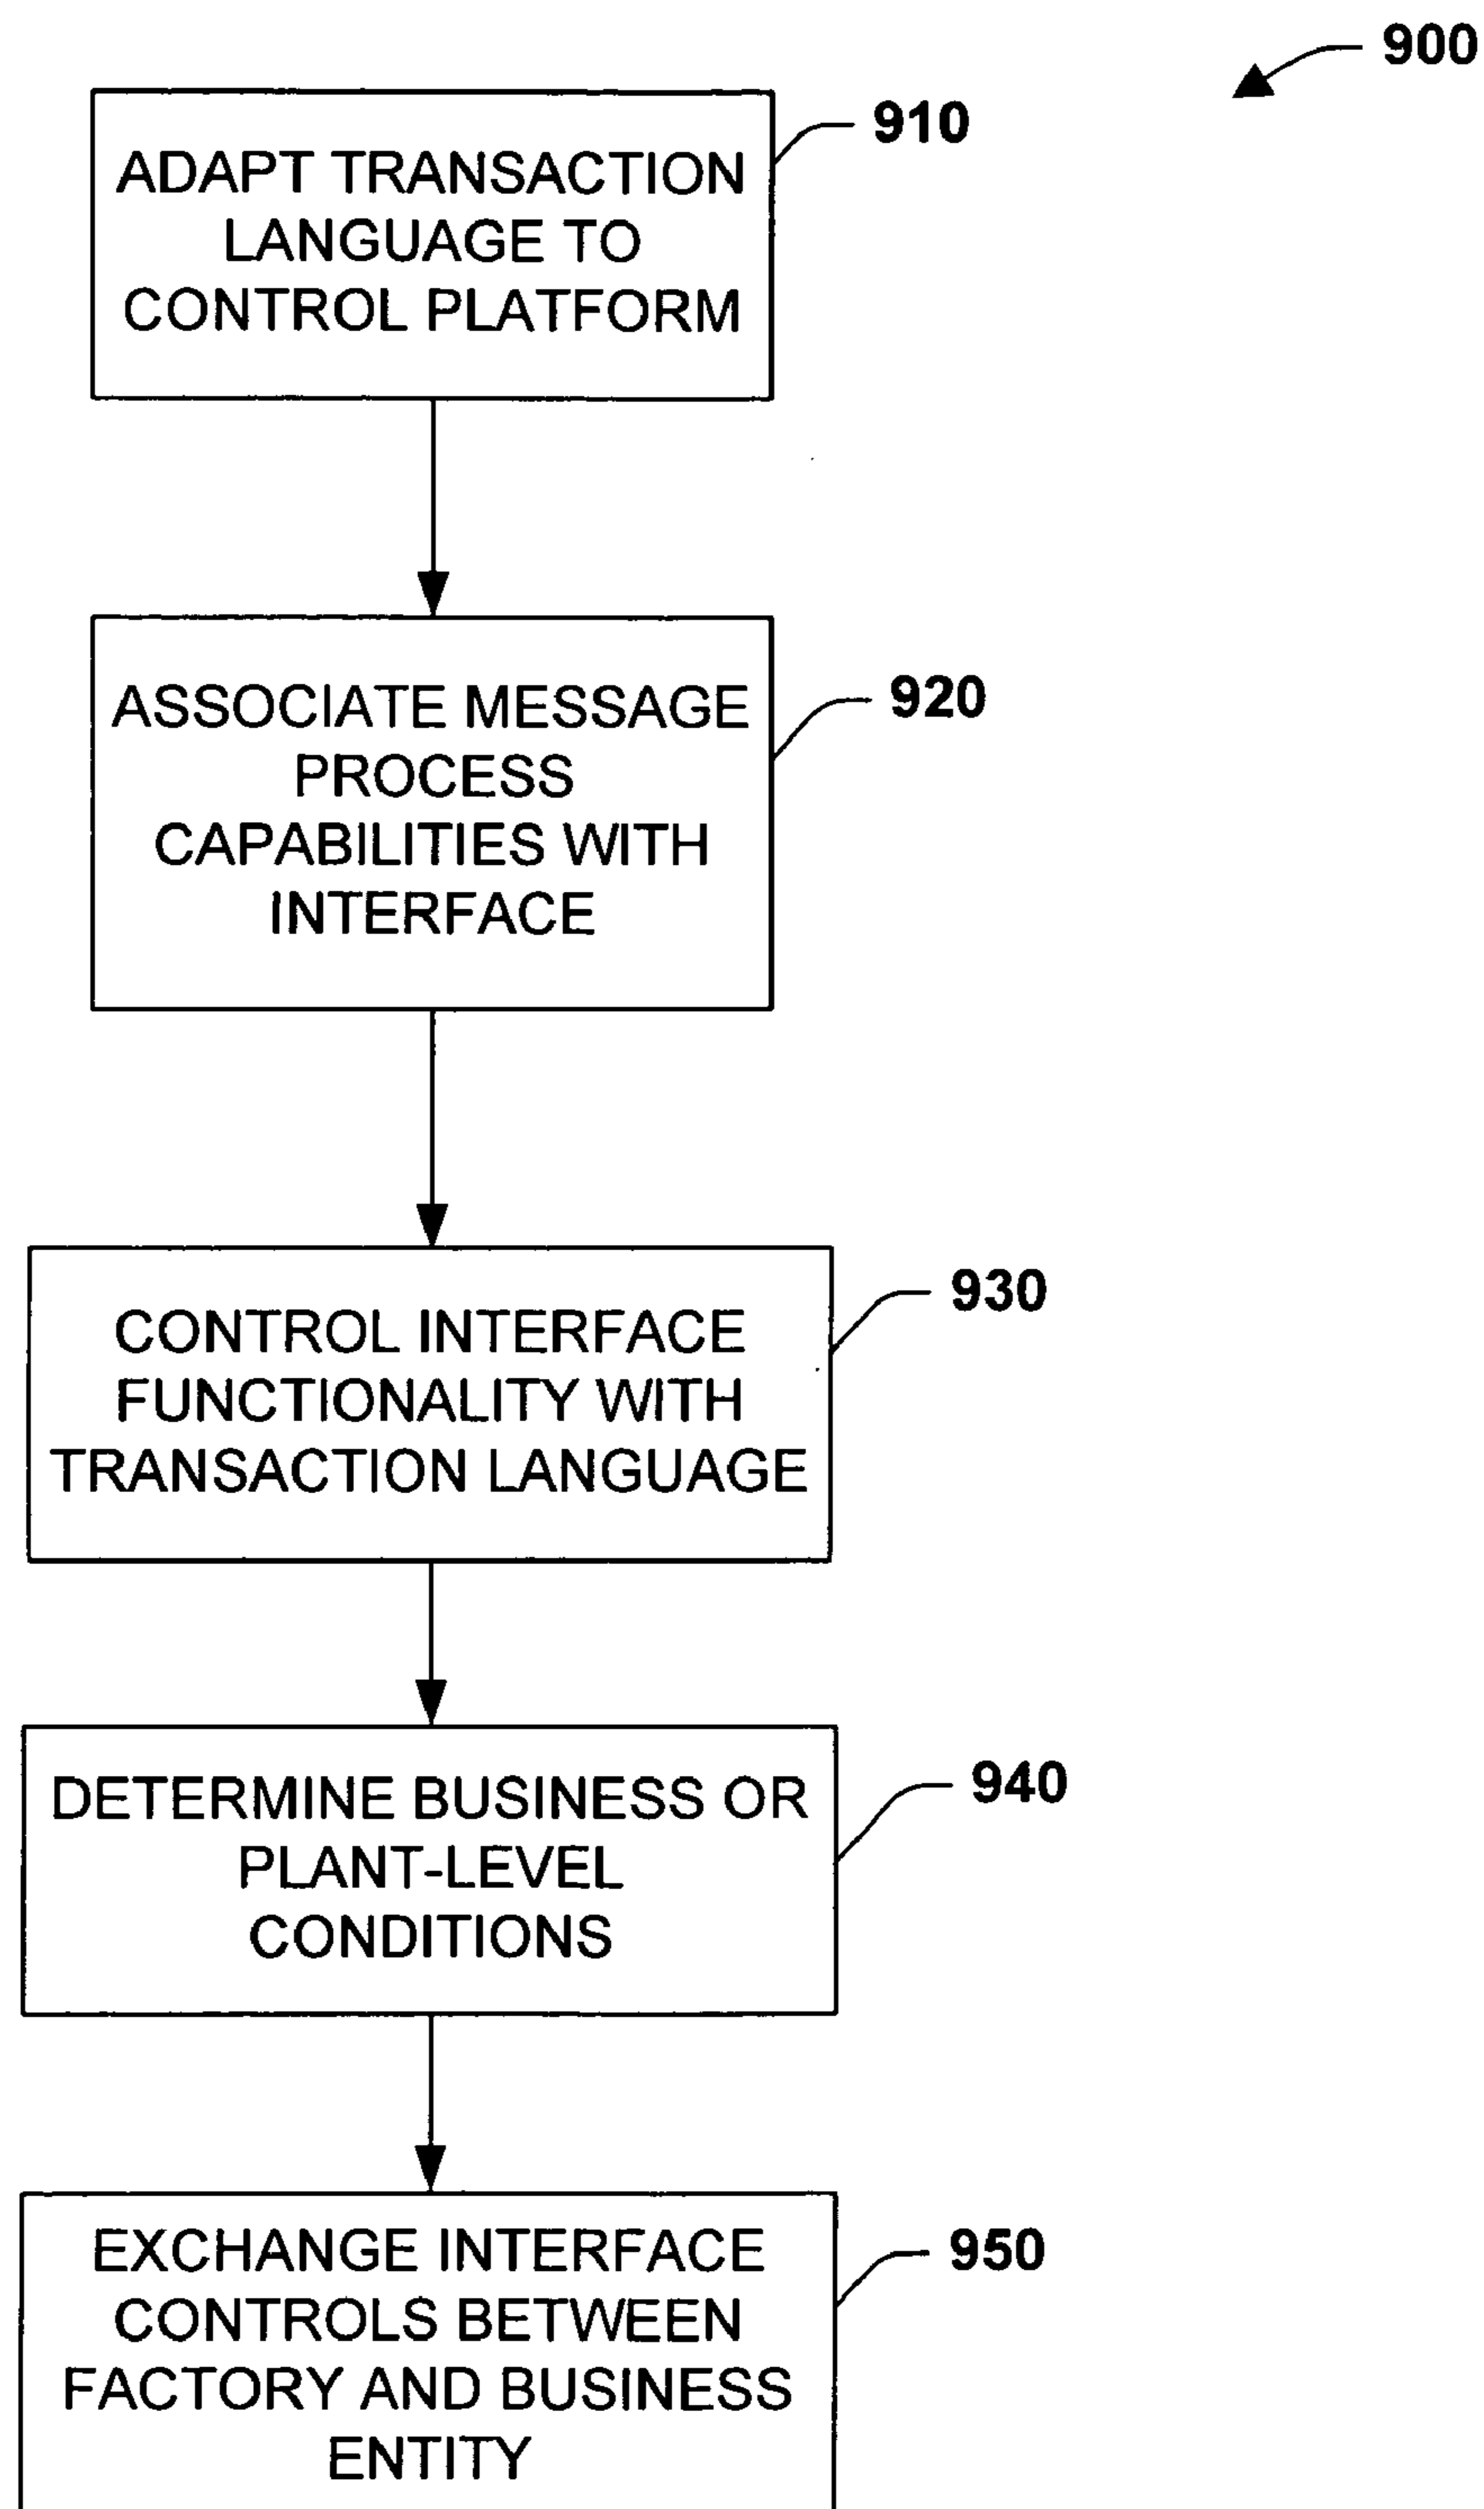 900
910
ADAPT TRANSACTION
LANGUAGE TO
CONTROL PLATFORM
920
ASSOCIATE MESSAGE
PROCESS
CAPABILITIES WITH
INTERFACE
930
CONTROL INTERFACE
FUNCTIONALITY WITH
TRANSACTION LANGUAGE
940
DETERMINE BUSINESS OR
PLANT-LEVEL
CONDITIONS
950
EXCHANGE INTERFACE
CONTROLS BETWEEN
FACTORY AND BUSINESS
ENTITY